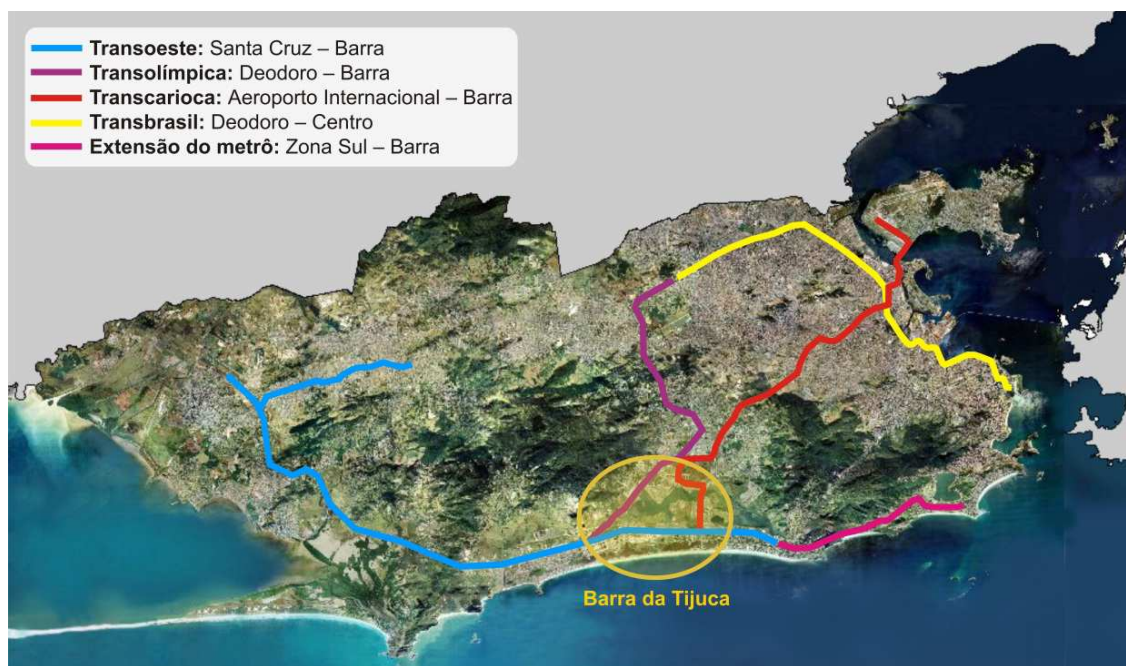 Transoeste: Santa Cruz – Barra
Transolímpica: Deodoro – Barra
Transcarioca: Aeroporto Internacional – Barra
Transbrasil: Deodoro – Centro
Extensão do metrô: Zona Sul – Barra
Barra da Tijuca